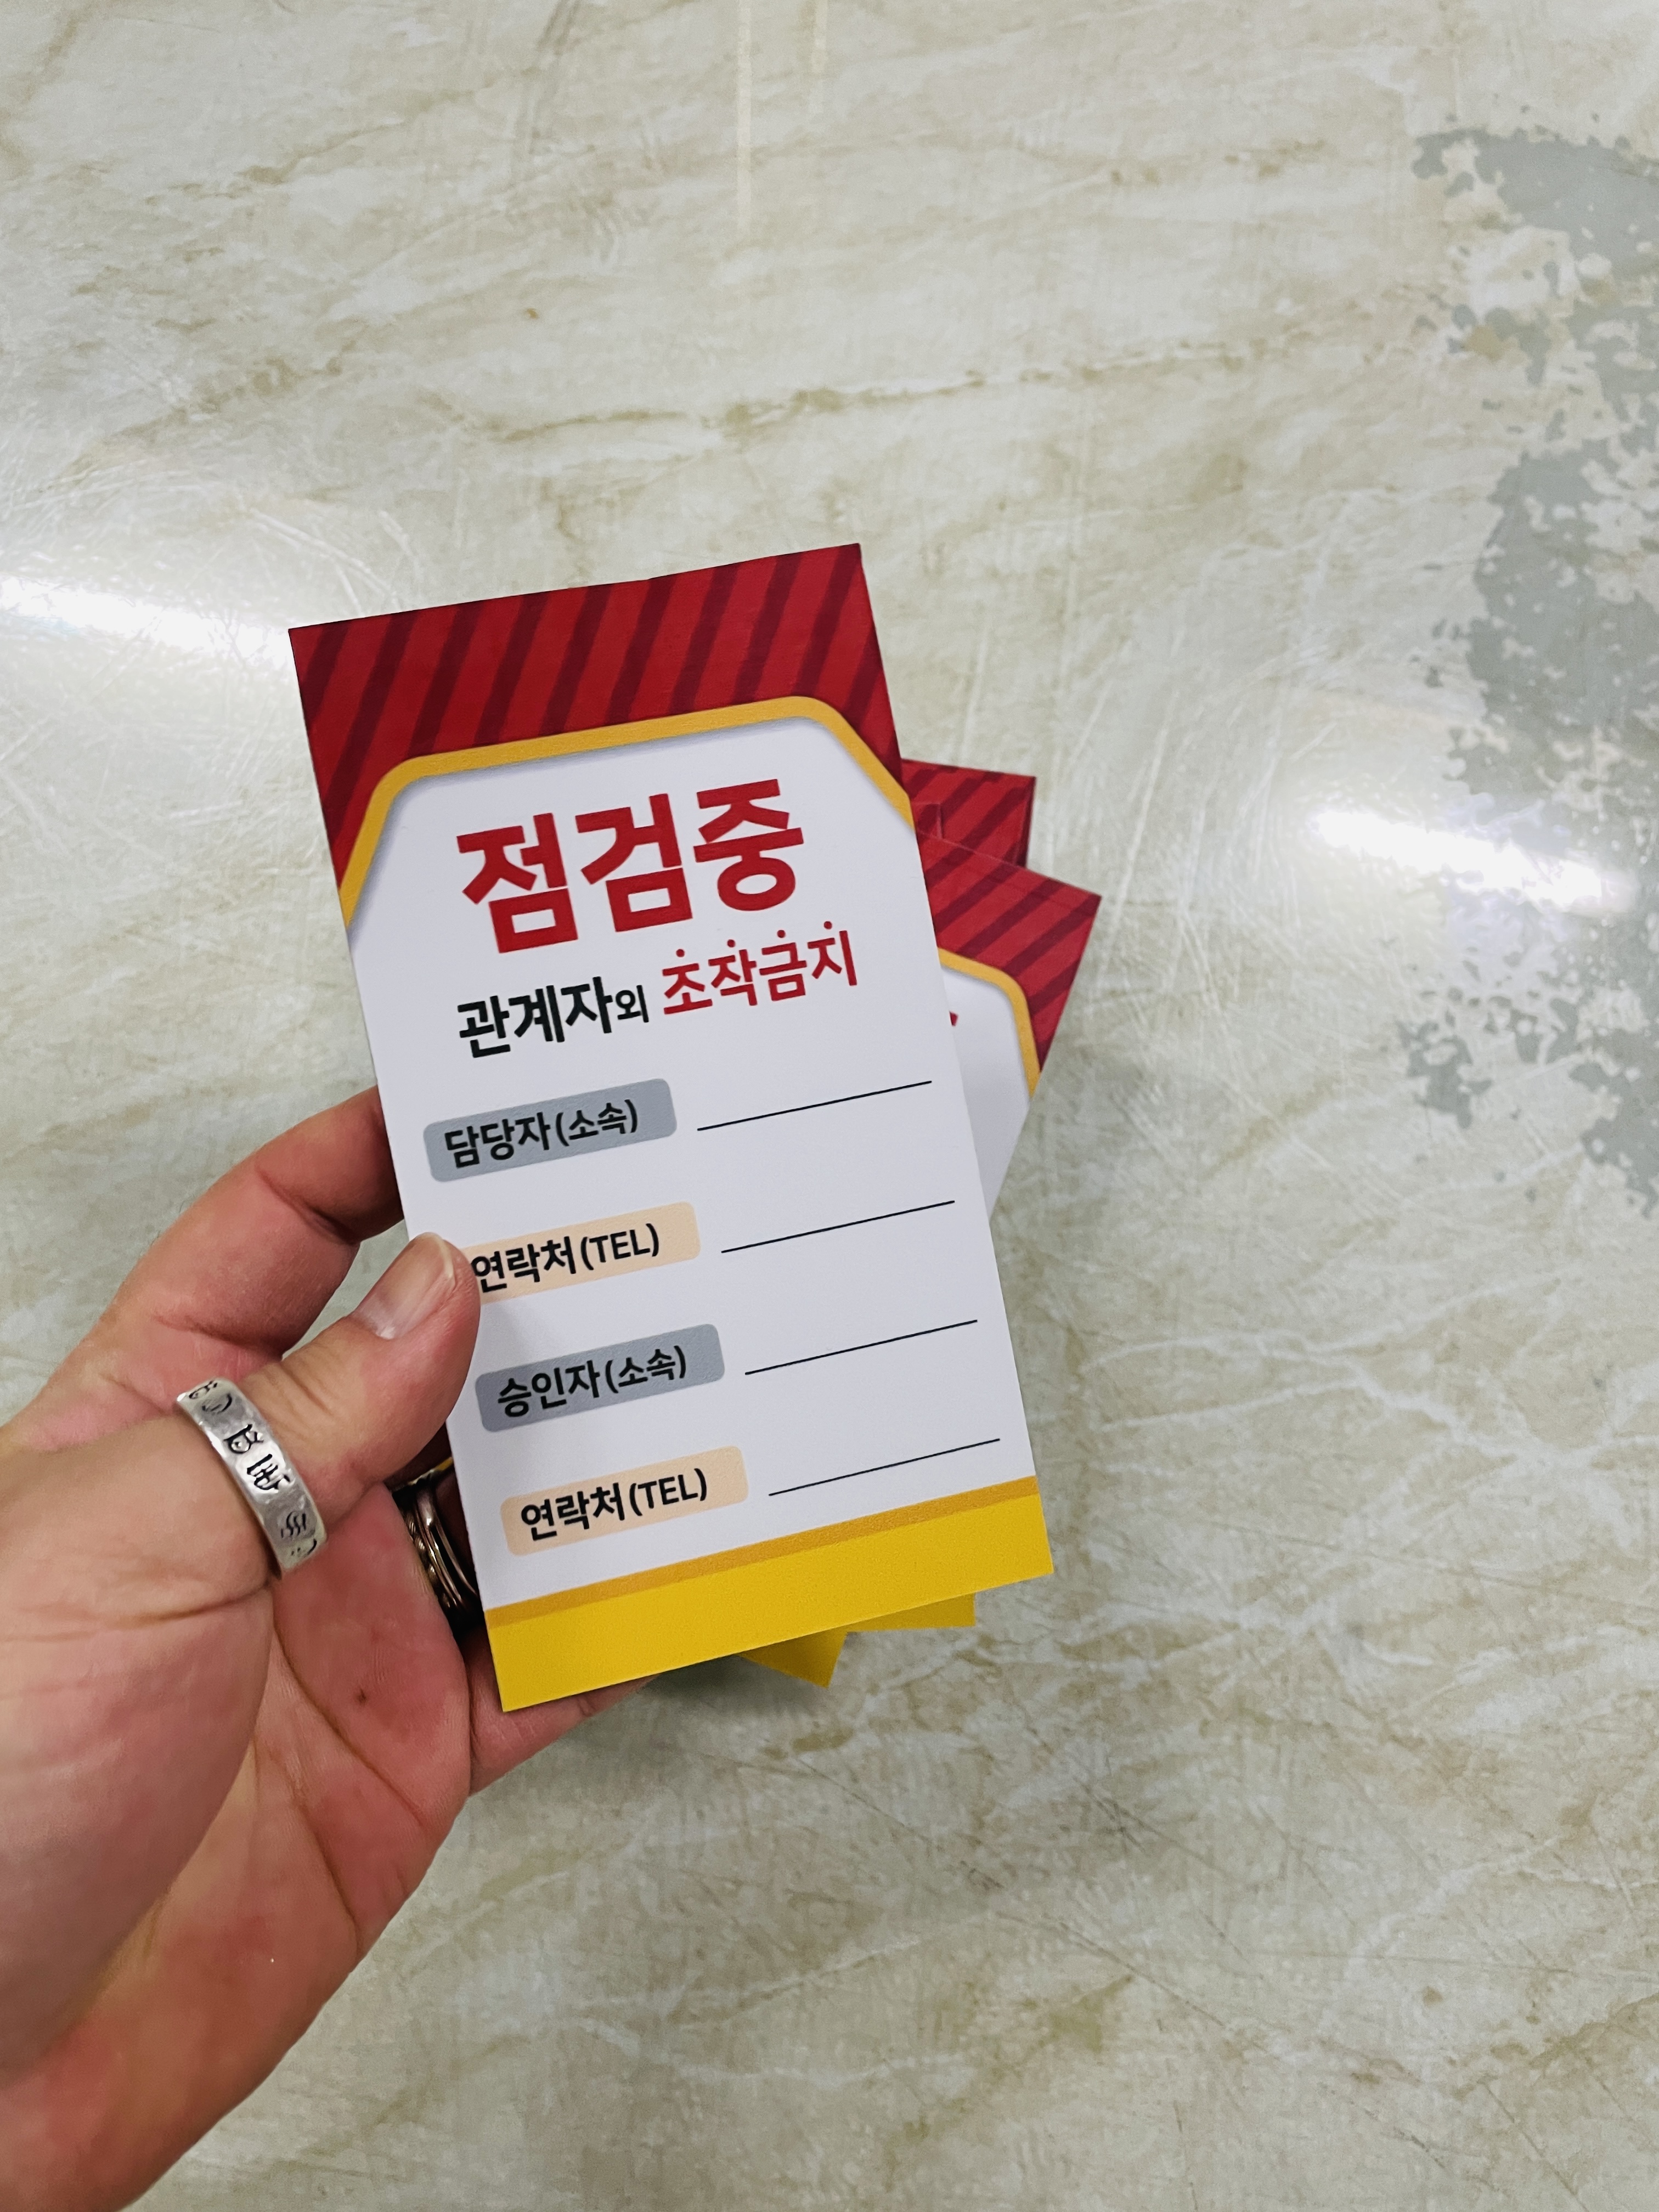 점검중
관계자외 조작금지
담당자(소속)
연락처(TEL)
승인자(소속)
연락처(TEL)